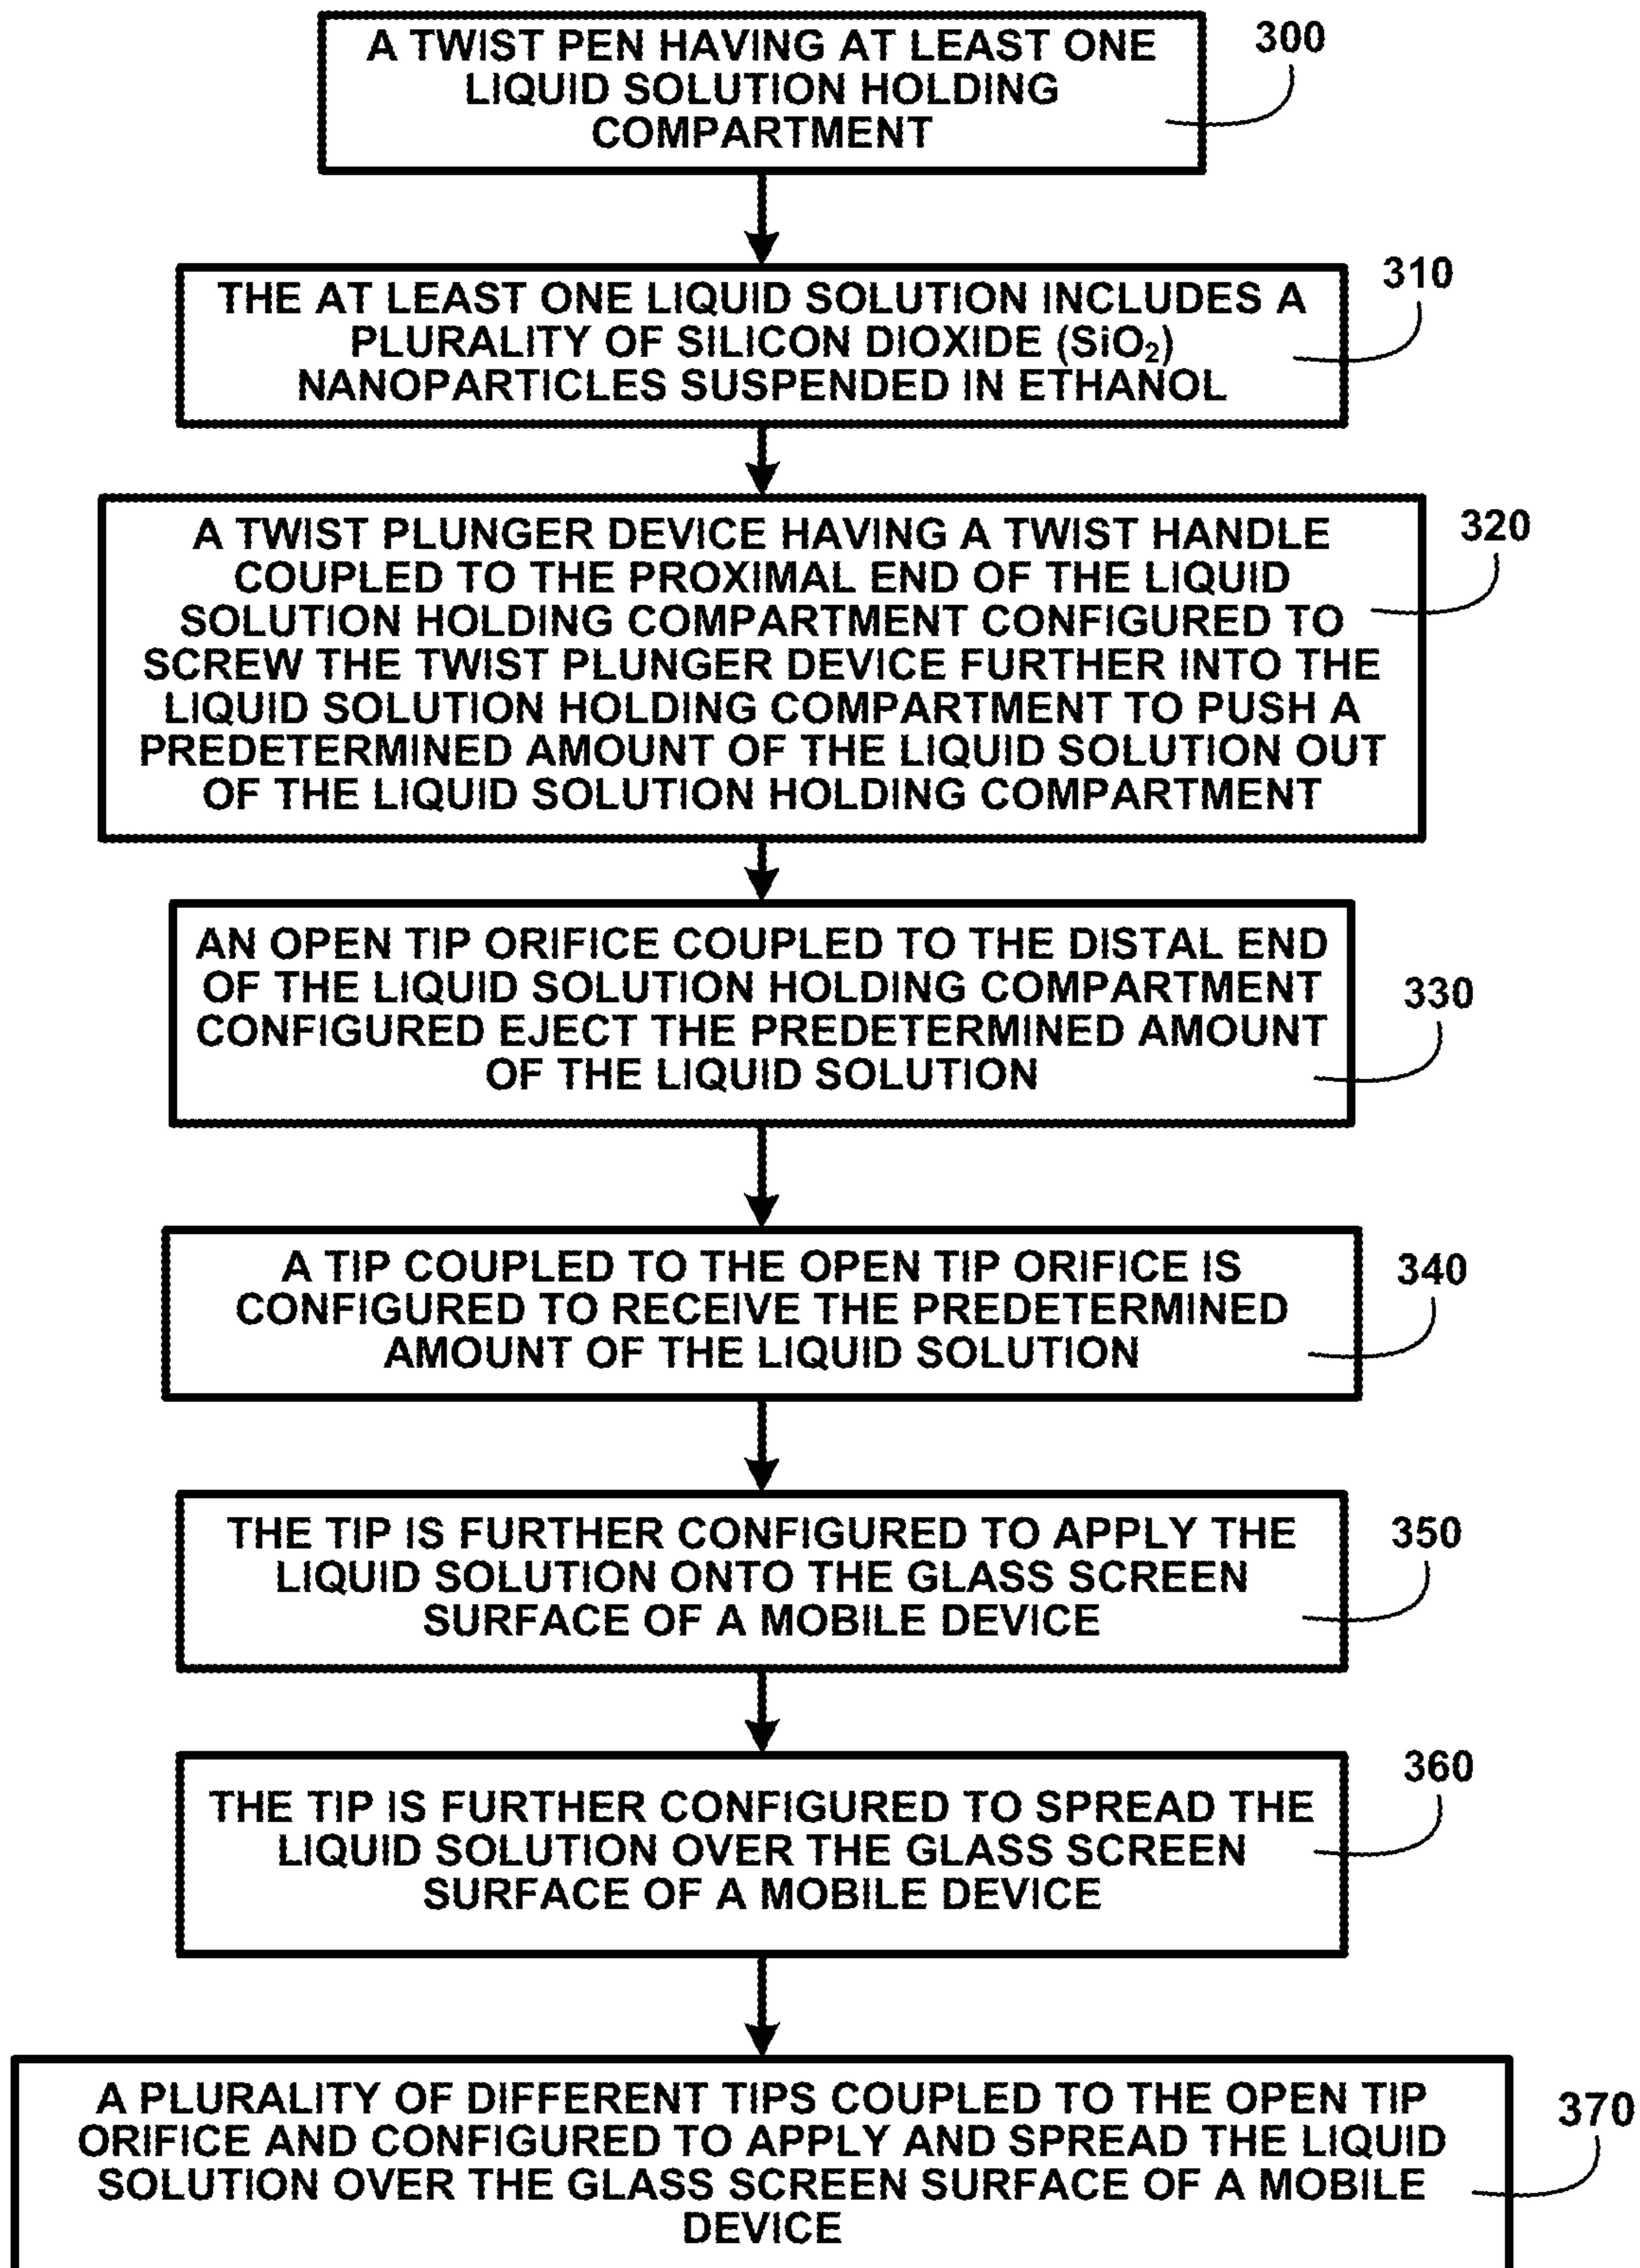 A TWIST PEN HAVING AT LEAST ONE
LIQUID SOLUTION HOLDING
COMPARTMENT
300
THE AT LEAST ONE LIQUID SOLUTION INCLUDES A
PLURALITY OF SILICON DIOXIDE (SiO₂)
NANOPARTICLES SUSPENDED IN ETHANOL
310
A TWIST PLUNGER DEVICE HAVING A TWIST HANDLE
COUPLED TO THE PROXIMAL END OF THE LIQUID
SOLUTION HOLDING COMPARTMENT CONFIGURED TO
SCREW THE TWIST PLUNGER DEVICE FURTHER INTO THE
LIQUID SOLUTION HOLDING COMPARTMENT TO PUSH A
PREDETERMINED AMOUNT OF THE LIQUID SOLUTION OUT
OF THE LIQUID SOLUTION HOLDING COMPARTMENT
320
AN OPEN TIP ORIFICE COUPLED TO THE DISTAL END
OF THE LIQUID SOLUTION HOLDING COMPARTMENT
CONFIGURED EJECT THE PREDETERMINED AMOUNT
OF THE LIQUID SOLUTION
330
A TIP COUPLED TO THE OPEN TIP ORIFICE IS
CONFIGURED TO RECEIVE THE PREDETERMINED
AMOUNT OF THE LIQUID SOLUTION
340
THE TIP IS FURTHER CONFIGURED TO APPLY THE
LIQUID SOLUTION ONTO THE GLASS SCREEN
SURFACE OF A MOBILE DEVICE
350
THE TIP IS FURTHER CONFIGURED TO SPREAD THE
LIQUID SOLUTION OVER THE GLASS SCREEN
SURFACE OF A MOBILE DEVICE
360
A PLURALITY OF DIFFERENT TIPS COUPLED TO THE OPEN TIP
ORIFICE AND CONFIGURED TO APPLY AND SPREAD THE LIQUID
SOLUTION OVER THE GLASS SCREEN SURFACE OF A MOBILE
DEVICE
370